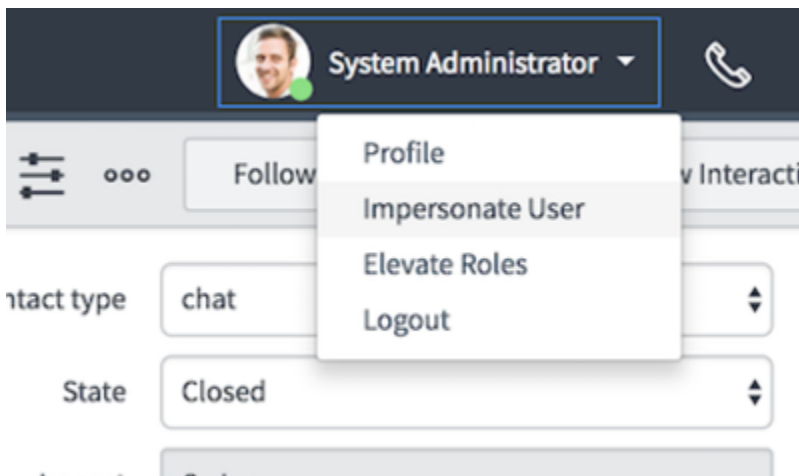 System Administrator
Profile
Follow
Impersonate User
Elevate Roles
chat
Logout
State
Closed